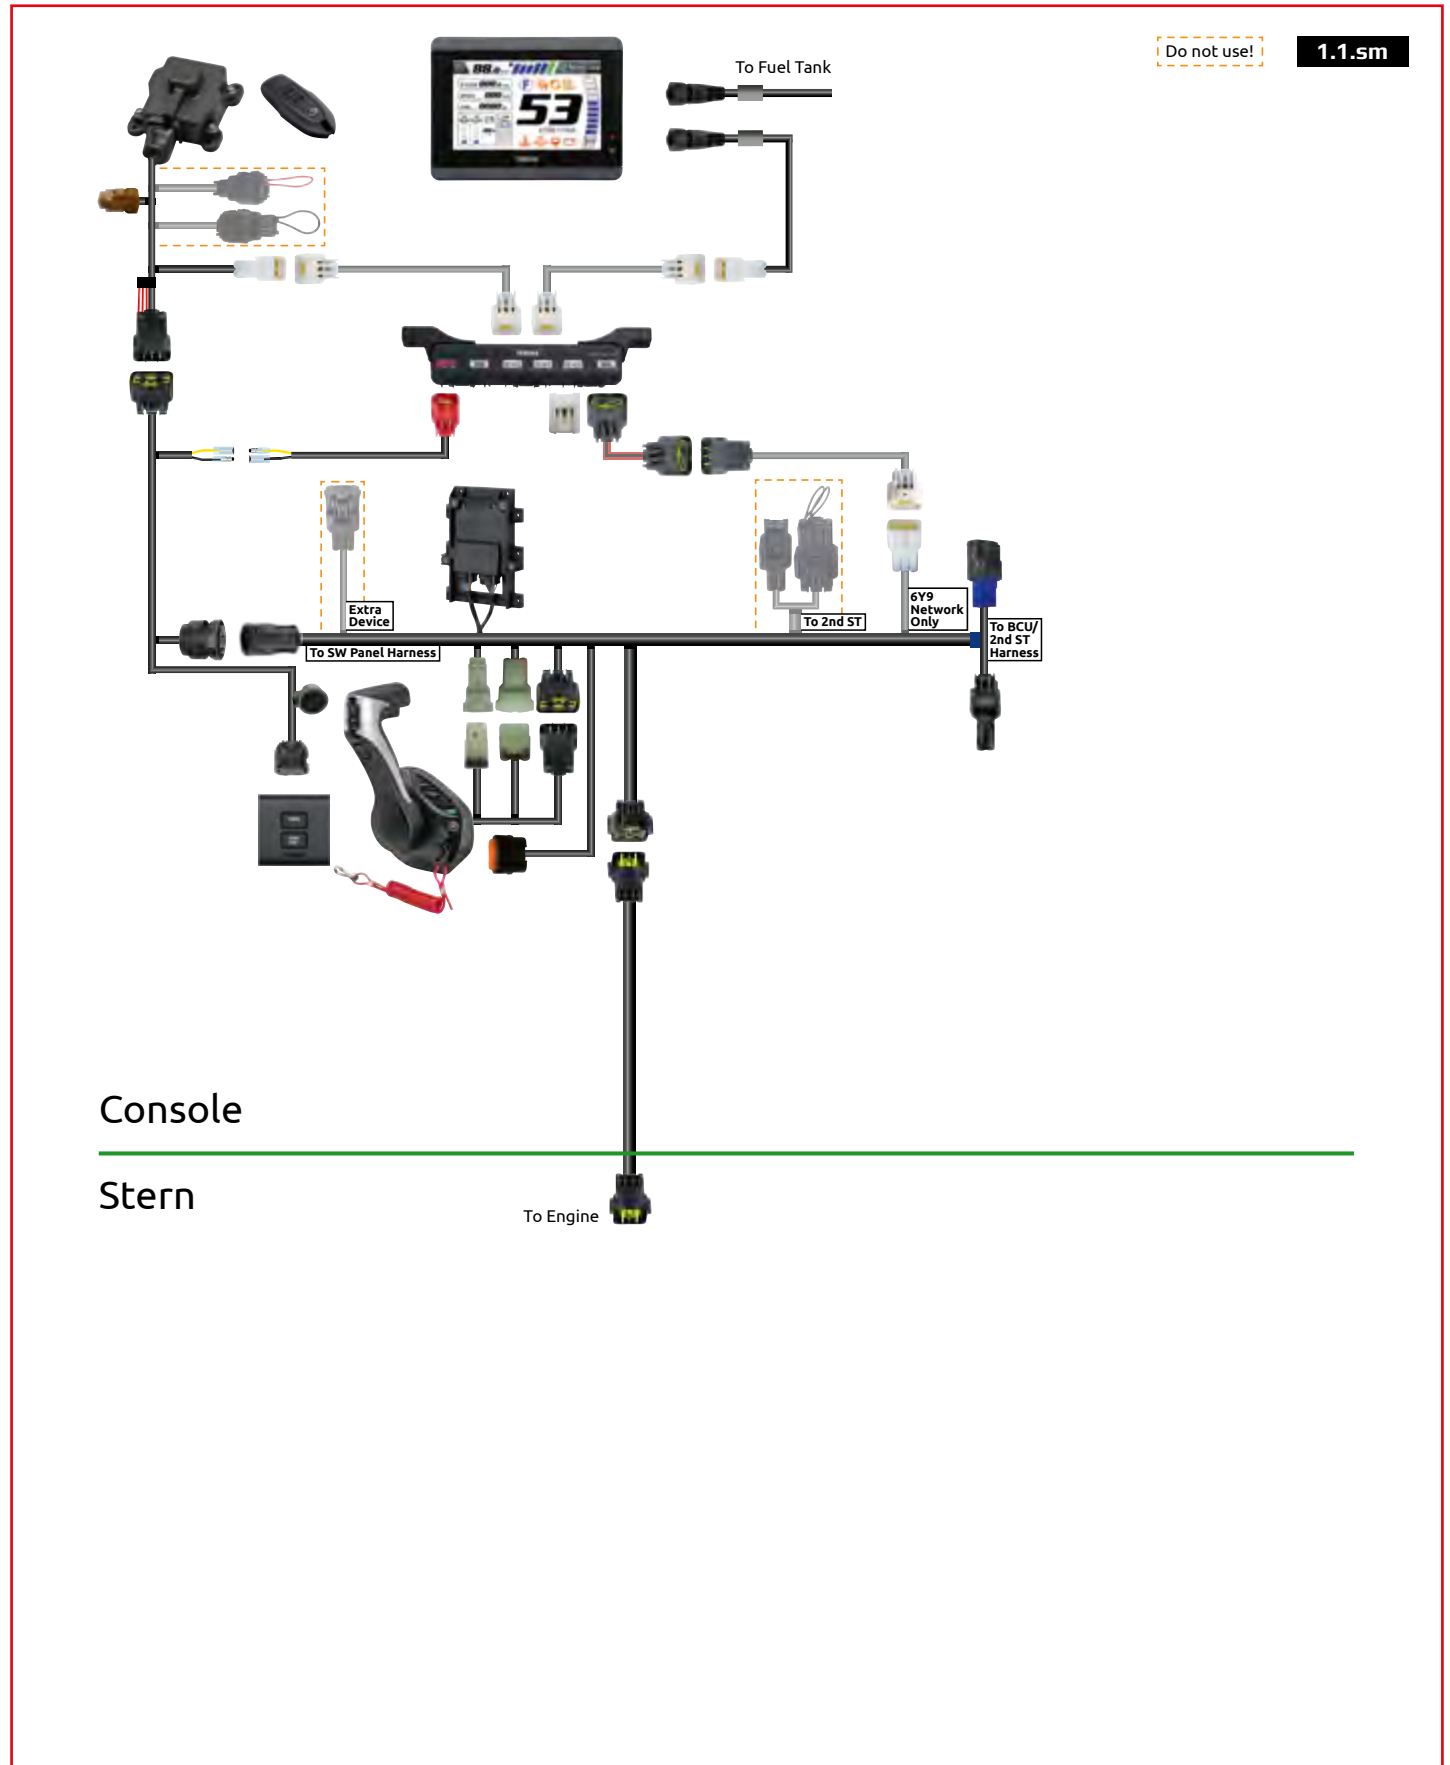 Do not use!
1.1.sm
To Fuel Tank
53
Extra
Device
To 2nd ST
6Y9
Network
Only
To BCU/
2nd ST
Harness
To SW Panel Harness
Console
Stern
To Engine